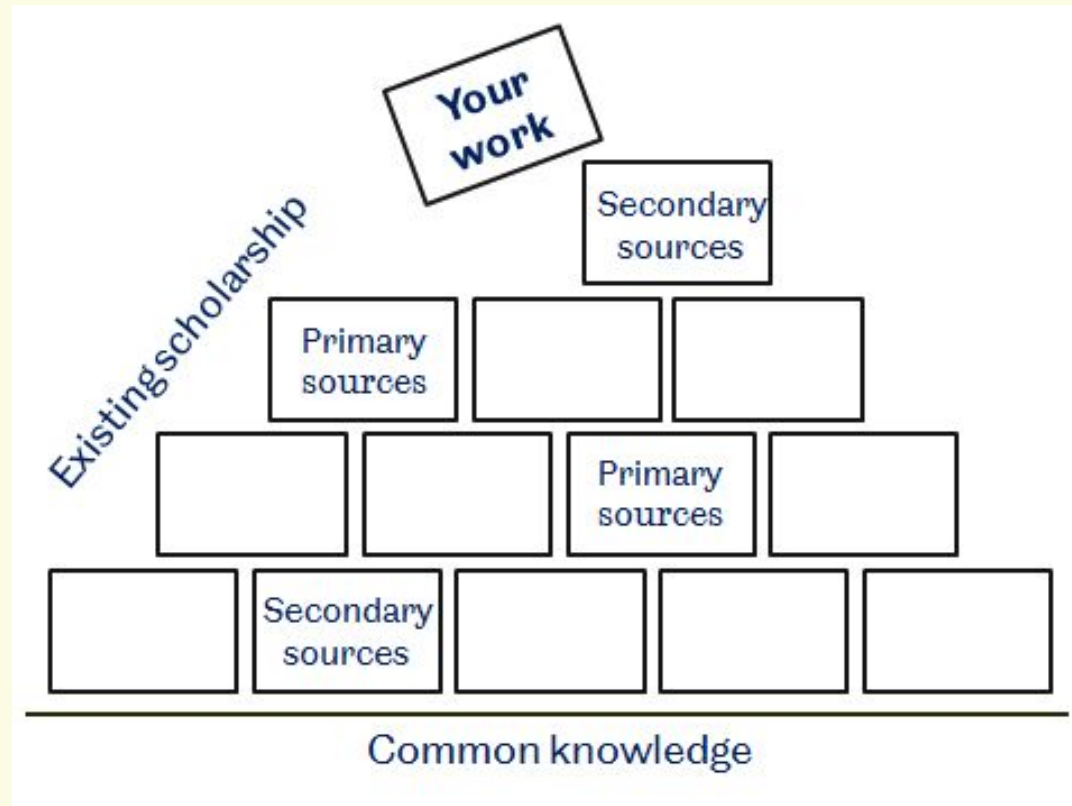 Your
work
Secondary
sources
Existing scholarship
Primary
sources
Primary
sources
Secondary
sources
Common knowledge